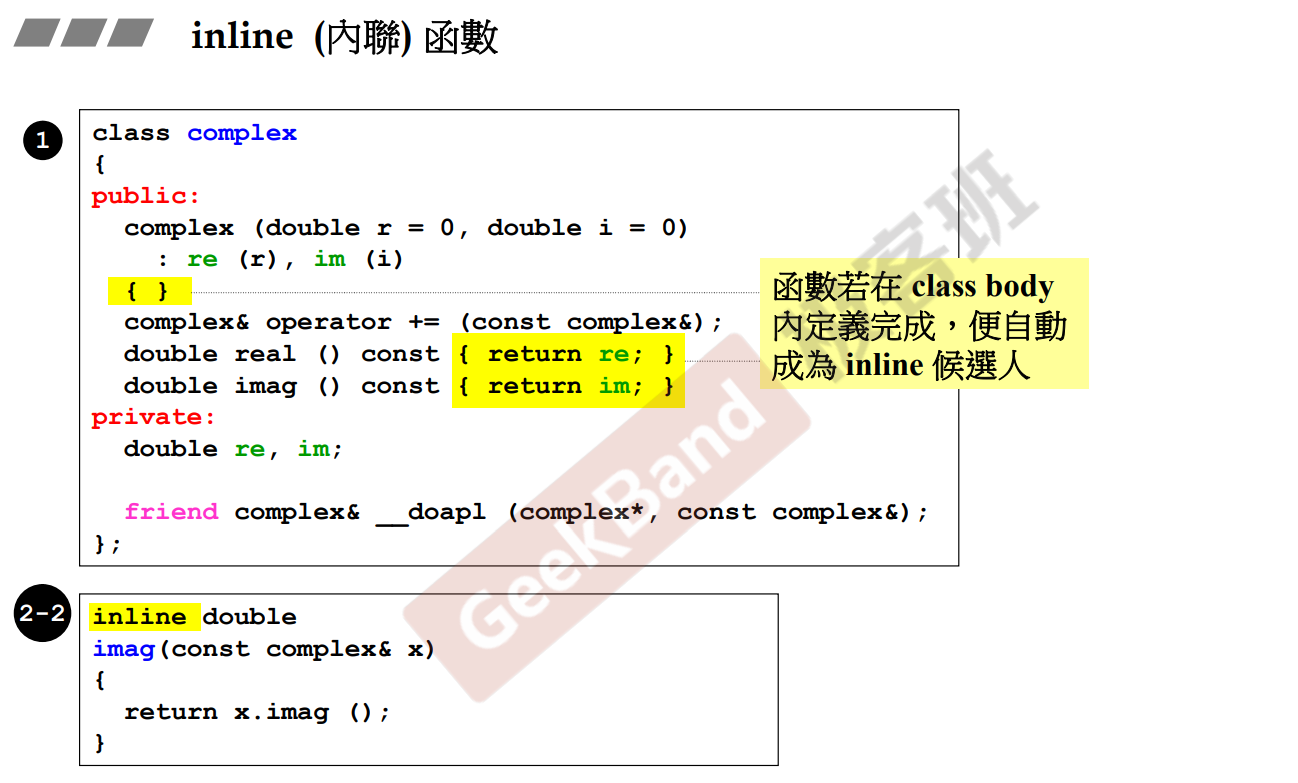 inline (內聯) 函數
1
class complex
{
public:
  complex (double r = 0, double i = 0)
    : re (r), im (i)
  { }
  complex& operator += (const complex&);
  double real () const { return re; }
  double imag () const { return im; }
private:
  double re, im;
  friend complex& __doapl (complex*, const complex&);
};
函數若在 class body
內定義完成，便自動
成為 inline 候選人
2-2
inline double
imag(const complex& x)
{
  return x.imag ();
}
GeekBand 极客班